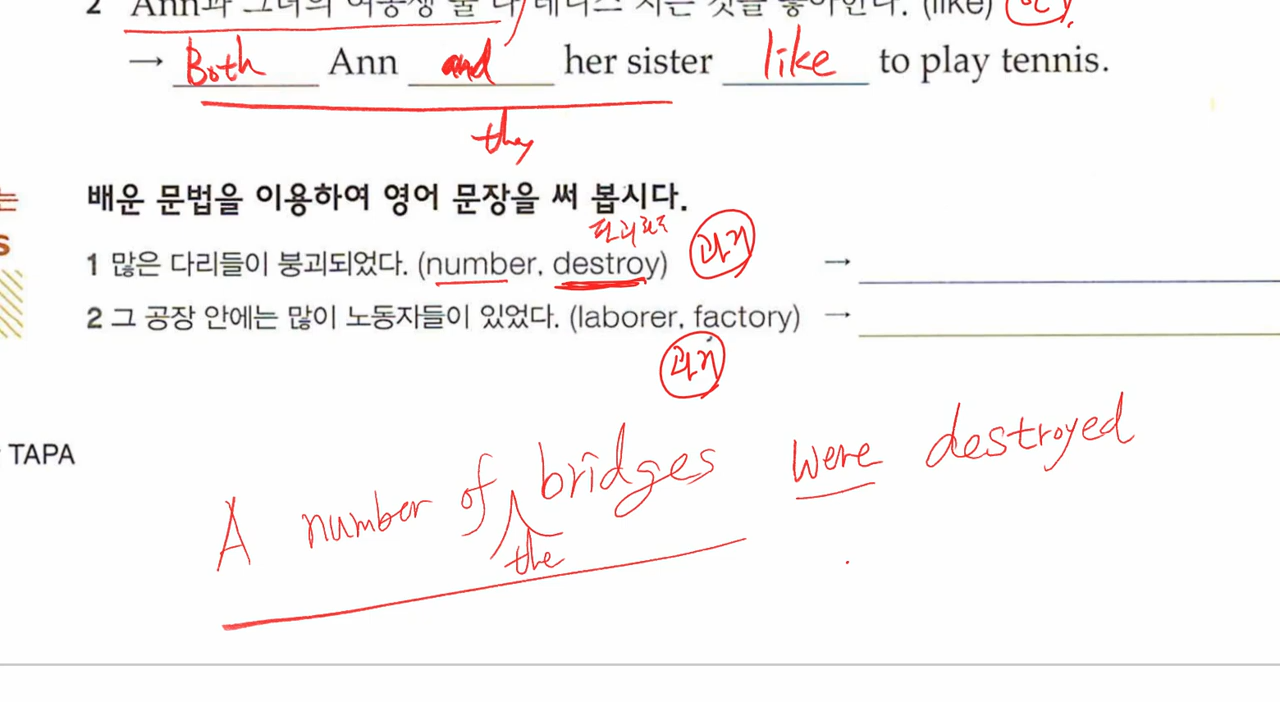 2 Ann과 그녀의 여동생 둘 다 테니스 치는 것을 좋아한다. (like)
→ Both Ann and her sister like to play tennis.
they
는
배운 문법을 이용하여 영어 문장을 써 봅시다.
S
파괴하다
1 많은 다리들이 붕괴되었다. (number, destroy) 과거 →
2 그 공장 안에는 많이 노동자들이 있었다. (laborer, factory) →
과거
TAPA
A number of bridges were destroyed
the